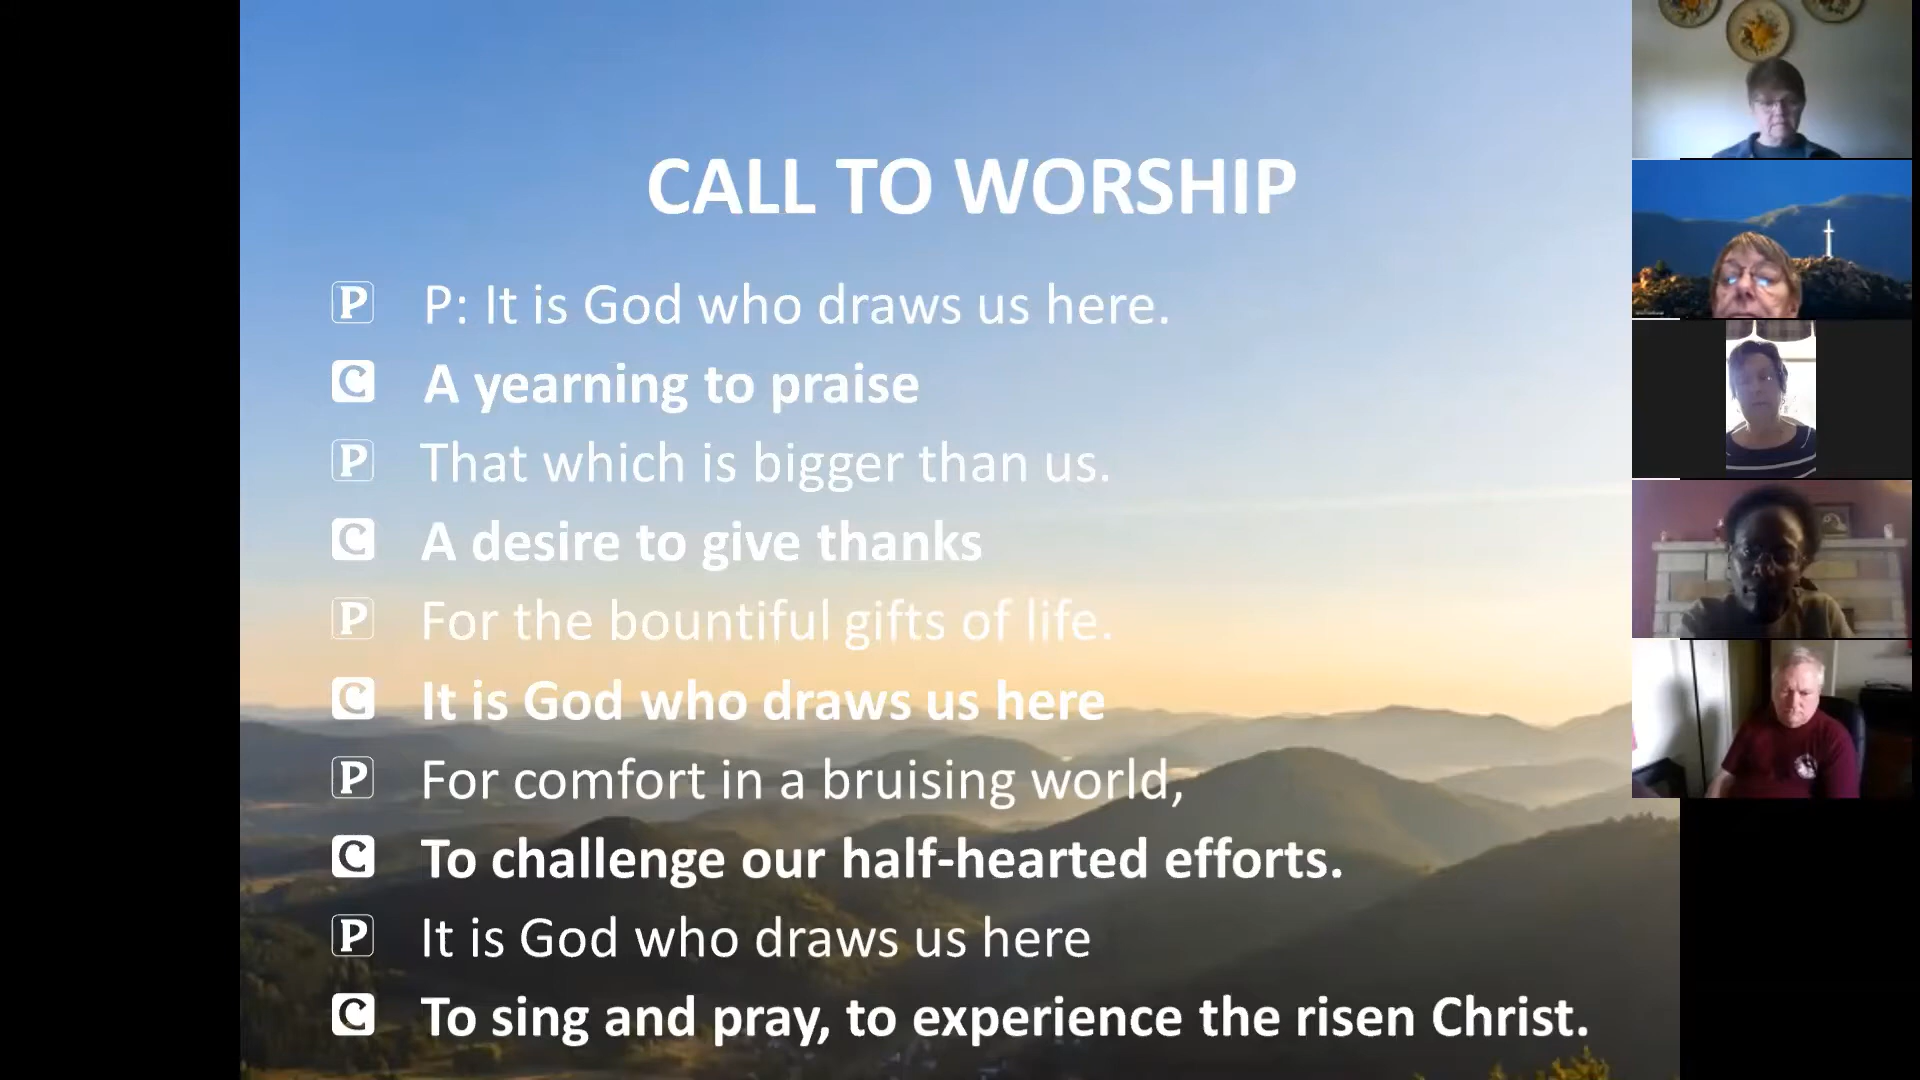 CALL TO WORSHIP
P P: It is God who draws us here.
C A yearning to praise
P That which is bigger than us.
C A desire to give thanks
P For the bountiful gifts of life.
C It is God who draws us here
P For comfort in a bruising world,
C To challenge our half-hearted efforts.
P It is God who draws us here
C To sing and pray, to experience the risen Christ.